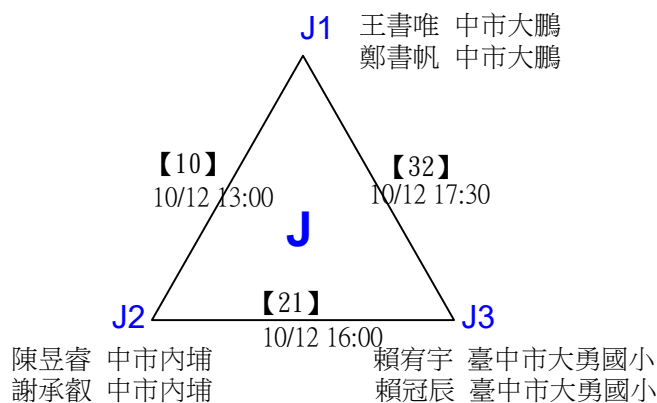 J1
王書唯 中市大鵬
鄭書帆 中市大鵬
【10】
10/12 13:00
【32】
10/12 17:30
J
【21】
10/12 16:00
J2
陳昱睿 中市內埔
謝承叡 中市內埔
J3
賴宥宇 臺中市大勇國小
賴冠辰 臺中市大勇國小